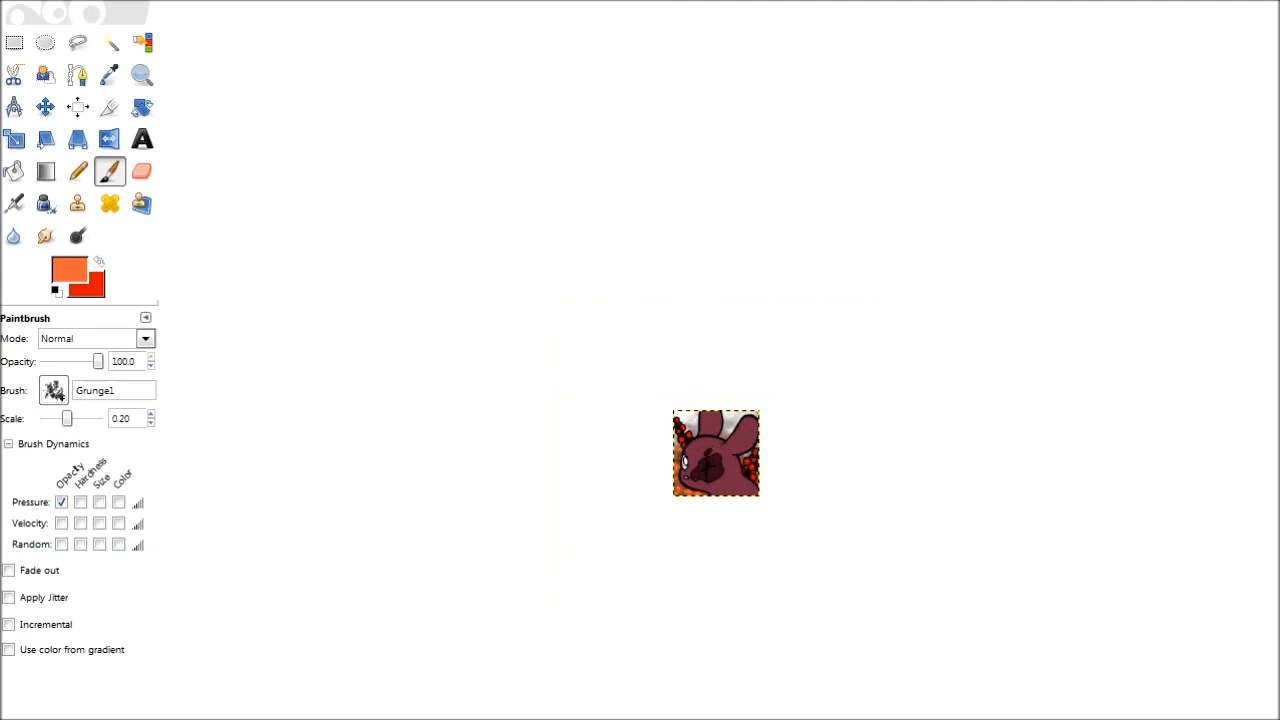 Paintbrush
Mode: Normal
Opacity: 100.0
Brush: Grunge1
Scale: 0.20
Brush Dynamics
Opacity Hardness Size Color
Pressure:
Velocity:
Random:
Fade out
Apply Jitter
Incremental
Use color from gradient